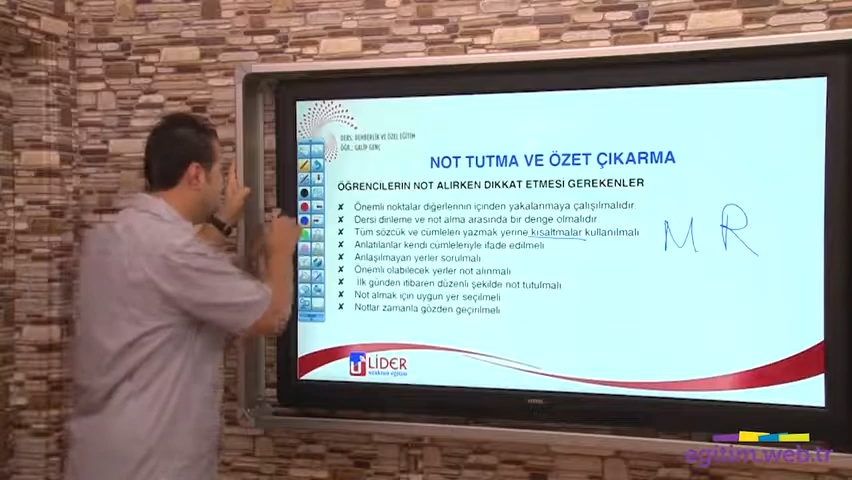 DERS: REHBERLİK VE ÖZEL EĞİTİM
ÖĞR.: GALİP GENÇ
NOT TUTMA VE ÖZET ÇIKARMA
ÖĞRENCİLERIN NOT ALIRKEN DIKKAT ETMESİ GEREKENLER
✘ Önemli noktalar diğerlerinin içinden yakalanmaya çalışılmalıdır.
✘ Dersi dinleme ve not alma arasında bir denge olmalıdır.
✘ Tüm sözcük ve cümleleri yazmak yerine kısaltmalar kullanılmalı
✘ Anlatılanlar kendi cümleleriyle ifade edilmeli
✘ Anlaşılmayan yerler sorulmalı
✘ Önemli olabilecek yerler not alınmalı
✘ İlk günden itibaren düzenli şekilde not tutulmalı
✘ Not almak için uygun yer seçilmeli
✘ Notlar zamanla gözden geçirilmeli
M R
LİDER
uzaktan eğitim
egitim.web.tr